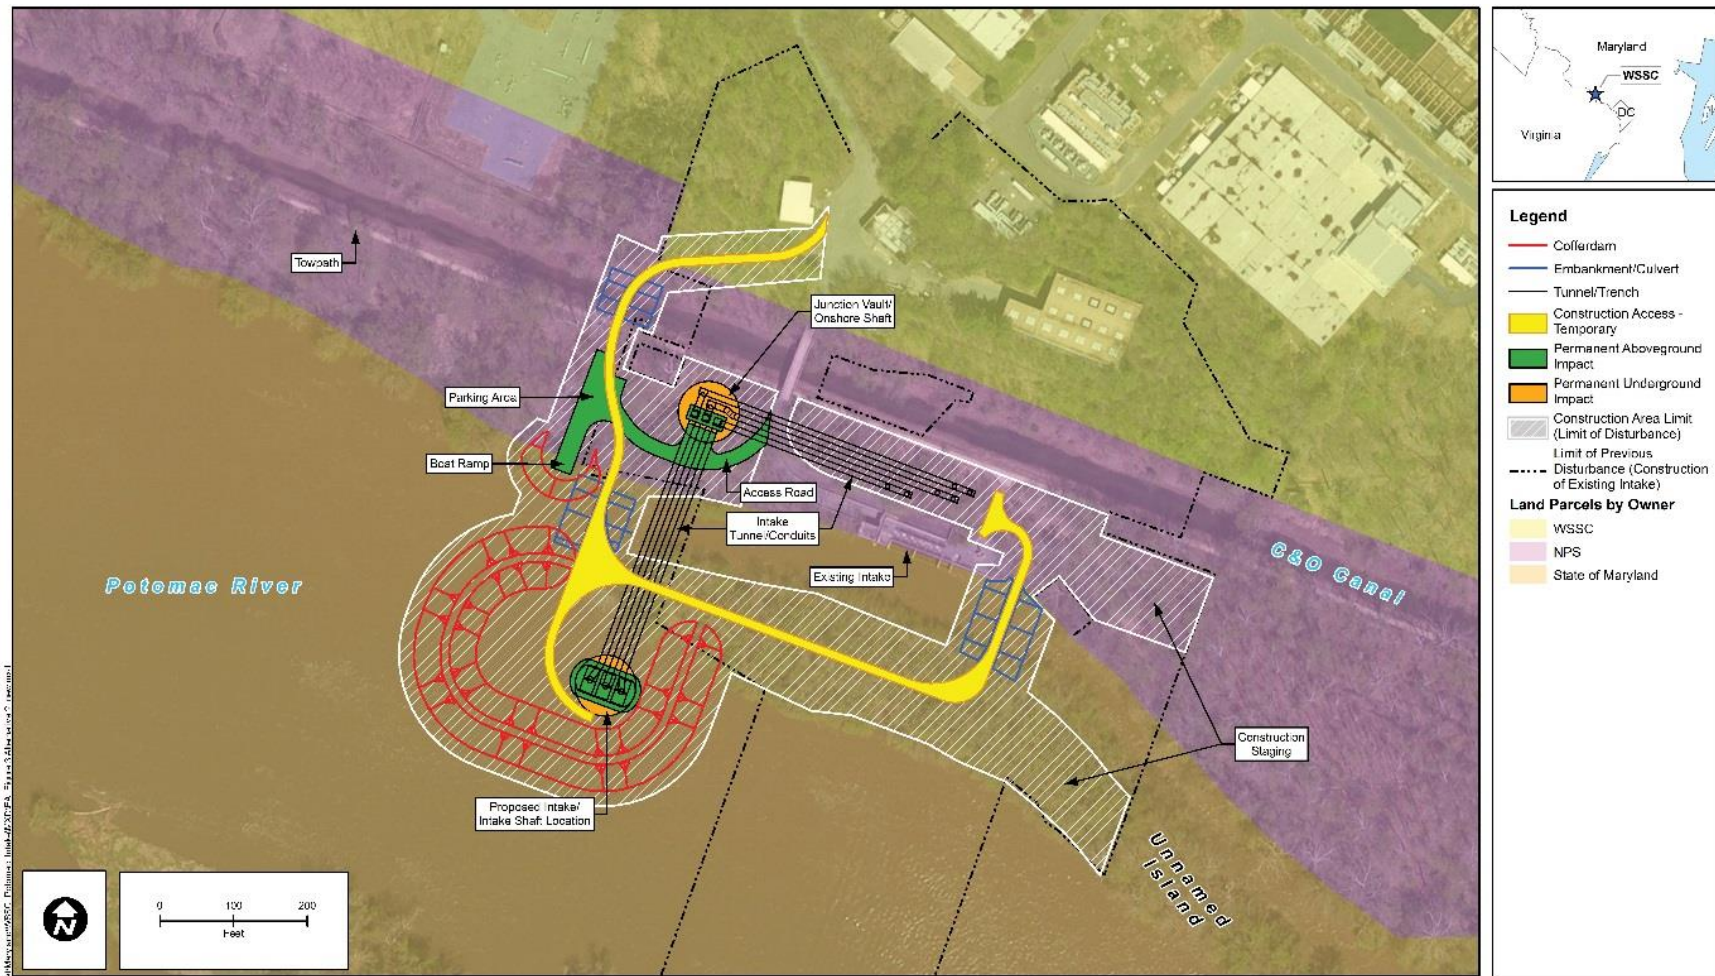 Towpath
Junction Vault/
Onshore Shaft
Parking Area
Boat Ramp
Access Road
Intake
Tunnel/Conduits
Existing Intake
C&O Canal
Potomac River
Construction
Staging
Proposed Intake/
Intake Shaft Location
Unnamed
Island
N
0 100 200
Feet
Maryland
WSSC
DC
Virginia
Legend
Cofferdam
Embankment/Culvert
Tunnel/Trench
Construction Access -
Temporary
Permanent Aboveground
Impact
Permanent Underground
Impact
Construction Area Limit
(Limit of Disturbance)
Limit of Previous
Disturbance (Construction
of Existing Intake)
Land Parcels by Owner
WSSC
NPS
State of Maryland